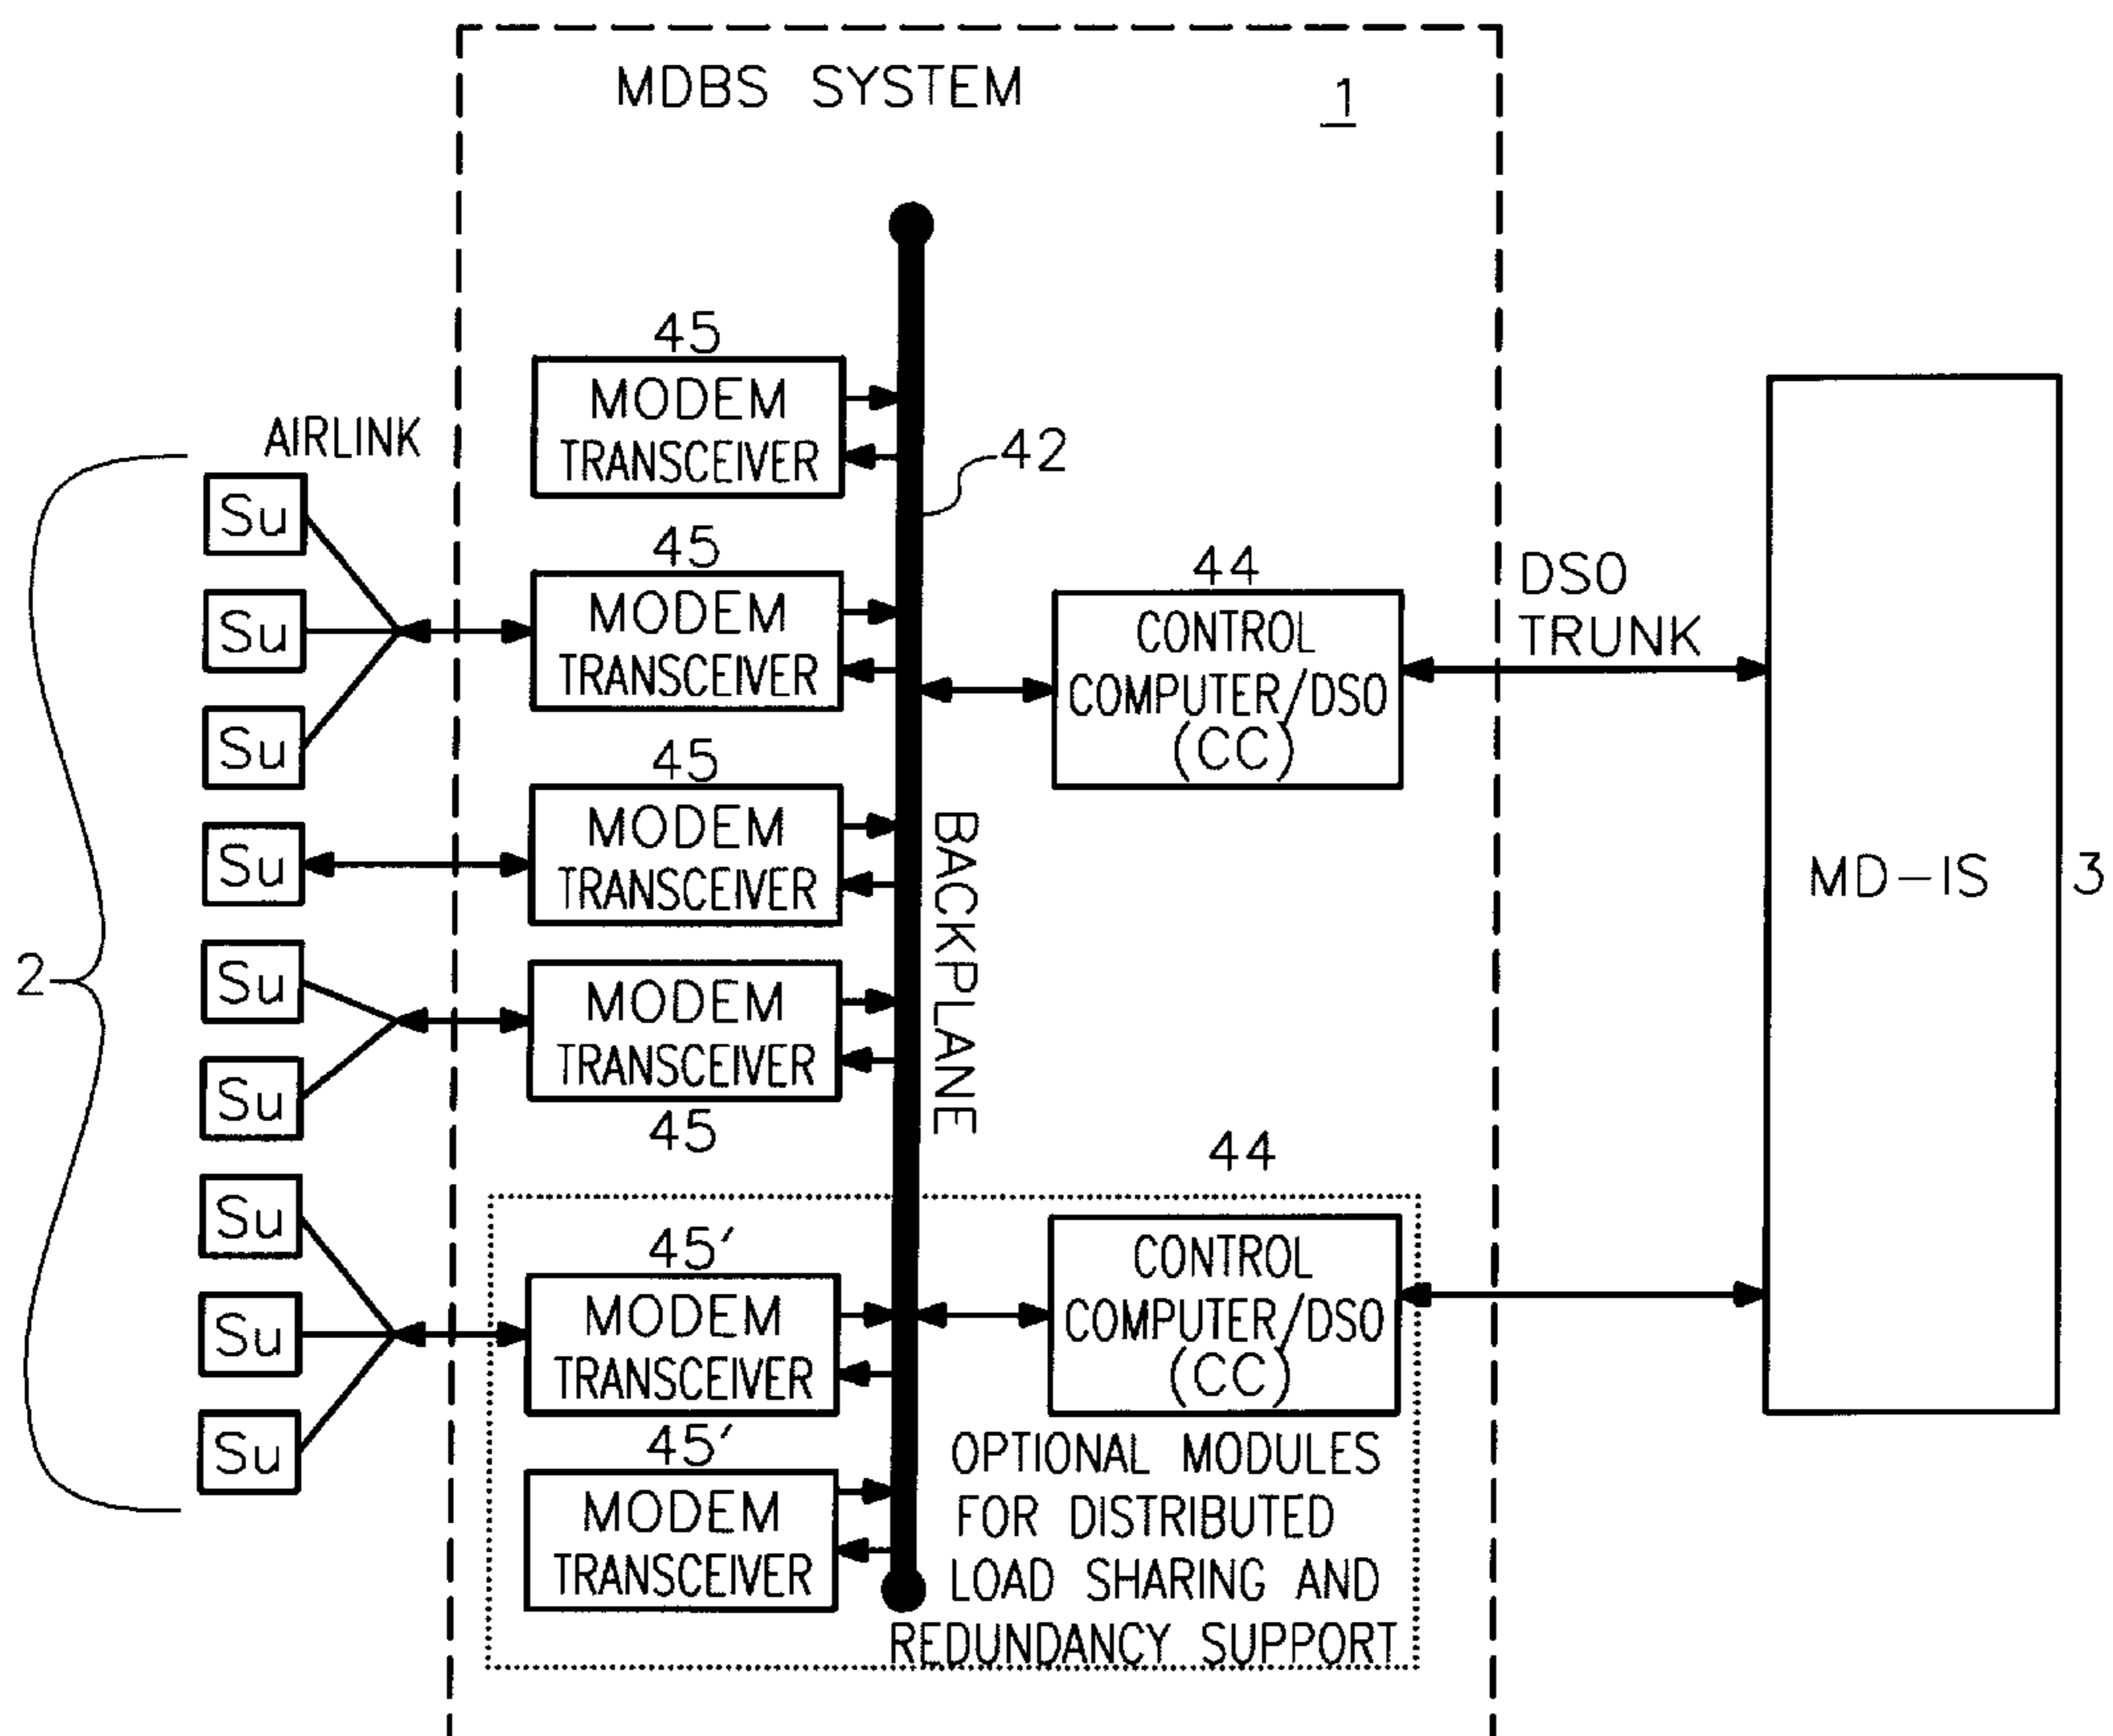 MDBS SYSTEM
1
45
MODEM
TRANSCEIVER
42
AIRLINK
Su
Su
Su
Su
Su
Su
Su
Su
Su
2
45
MODEM
TRANSCEIVER
45
MODEM
TRANSCEIVER
MODEM
TRANSCEIVER
45
BACKPLANE
44
CONTROL
COMPUTER/DSO
(CC)
DSO
TRUNK
MD-IS
3
44
45'
MODEM
TRANSCEIVER
CONTROL
COMPUTER/DSO
(CC)
45'
MODEM
TRANSCEIVER
OPTIONAL MODULES
FOR DISTRIBUTED
LOAD SHARING AND
REDUNDANCY SUPPORT